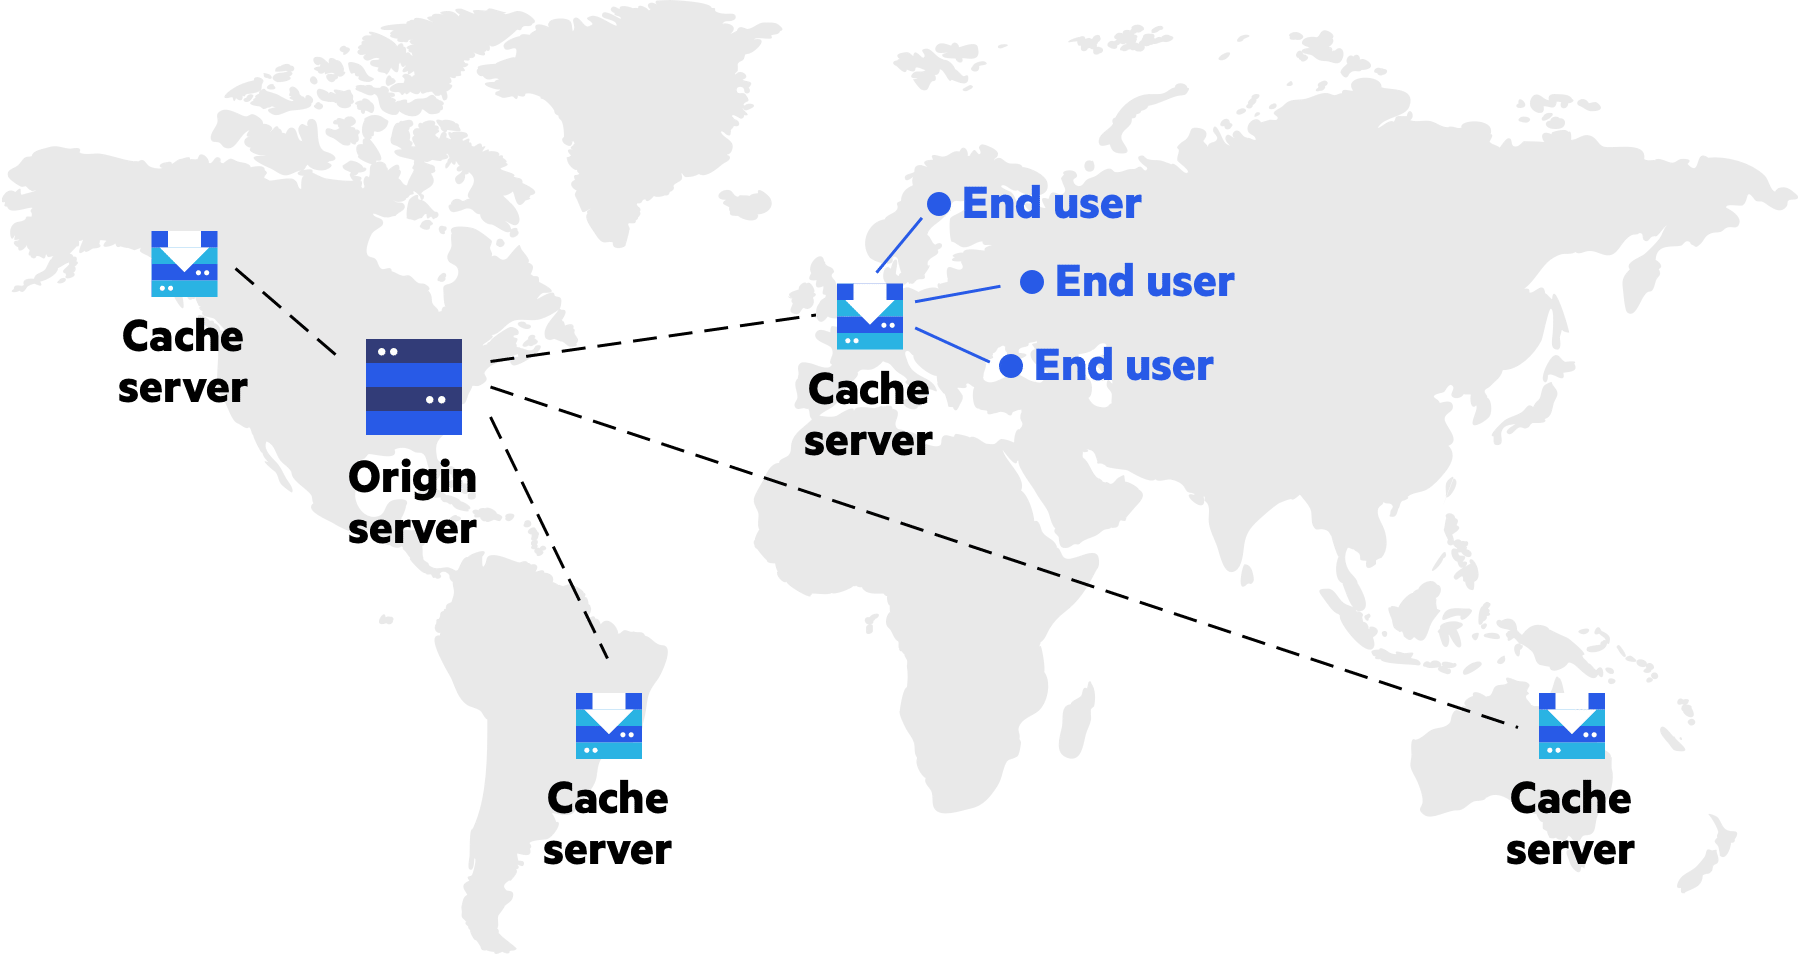 End user
End user
End user
Cache
server
Cache
server
Origin
server
Cache
server
Cache
server